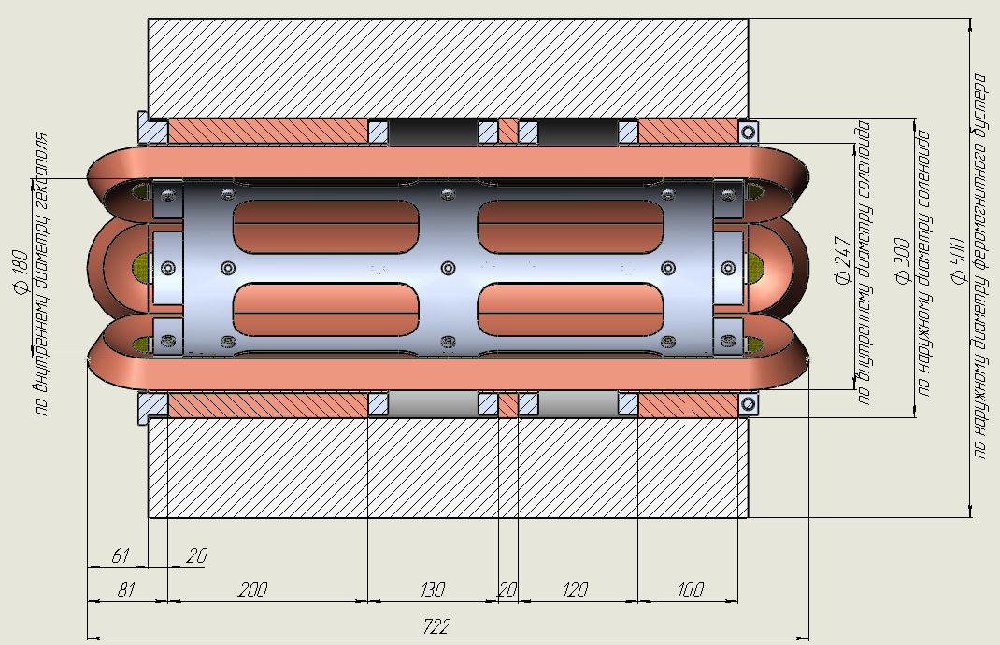 Ф 180
по внутреннему диаметру гексаполя
Ф 247
по внутреннему диаметру соленоида
Ф 300
по наружному диаметру соленоида
Ф 500
по наружному диаметру феромагнитного бустера
61
20
81
200
130
20
120
100
722